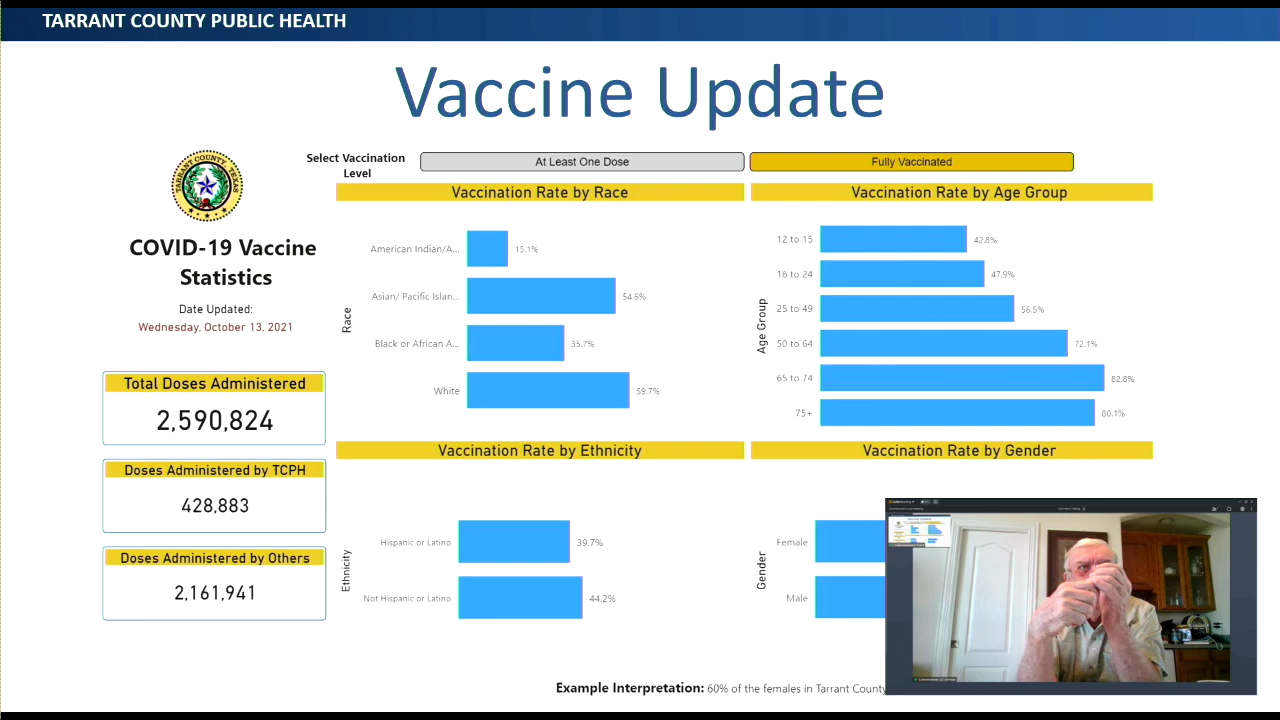 TARRANT COUNTY PUBLIC HEALTH
Vaccine Update
TARRANT COUNTY TEXAS
COVID-19 Vaccine
Statistics
Date Updated:
Wednesday, October 13, 2021
Total Doses Administered
2,590,824
Doses Administered by TCPH
428,883
Doses Administered by Others
2,161,941
Select Vaccination
Level
At Least One Dose
Fully Vaccinated
Vaccination Rate by Race
Race
American Indian/A... 15.1%
Asian/ Pacific Islan... 54.6%
Black or African A... 35.7%
White 59.7%
Vaccination Rate by Age Group
Age Group
12 to 15 42.8%
16 to 24 47.9%
25 to 49 56.5%
50 to 64 72.1%
65 to 74 82.8%
75+ 80.1%
Vaccination Rate by Ethnicity
Ethnicity
Hispanic or Latino 39.7%
Not Hispanic or Latino 44.2%
Vaccination Rate by Gender
Gender
Female
Male
Example Interpretation: 60% of the females in Tarrant County